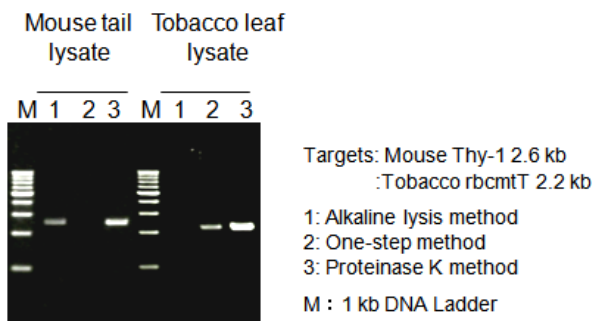 Mouse tail lysate
Tobacco leaf lysate
M 1 2 3 M 1 2 3
Targets: Mouse Thy-1 2.6 kb
:Tobacco rbcmtT 2.2 kb
1: Alkaline lysis method
2: One-step method
3: Proteinase K method
M : 1 kb DNA Ladder